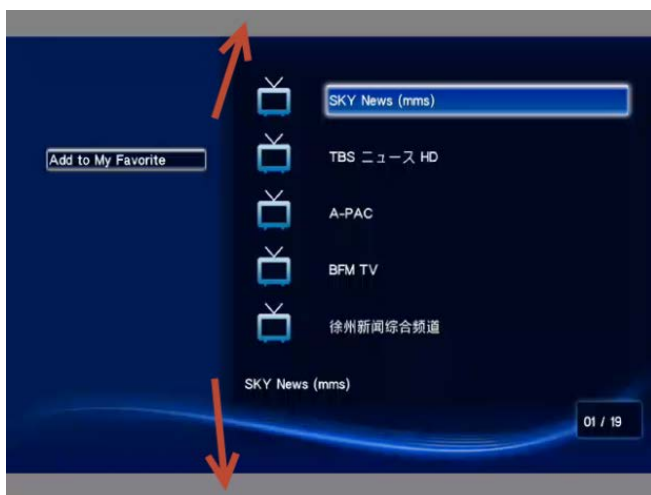 SKY News (mms)
Add to My Favorite
TBS ニュース HD
A-PAC
BFM TV
徐州新闻综合频道
SKY News (mms)
01 / 19